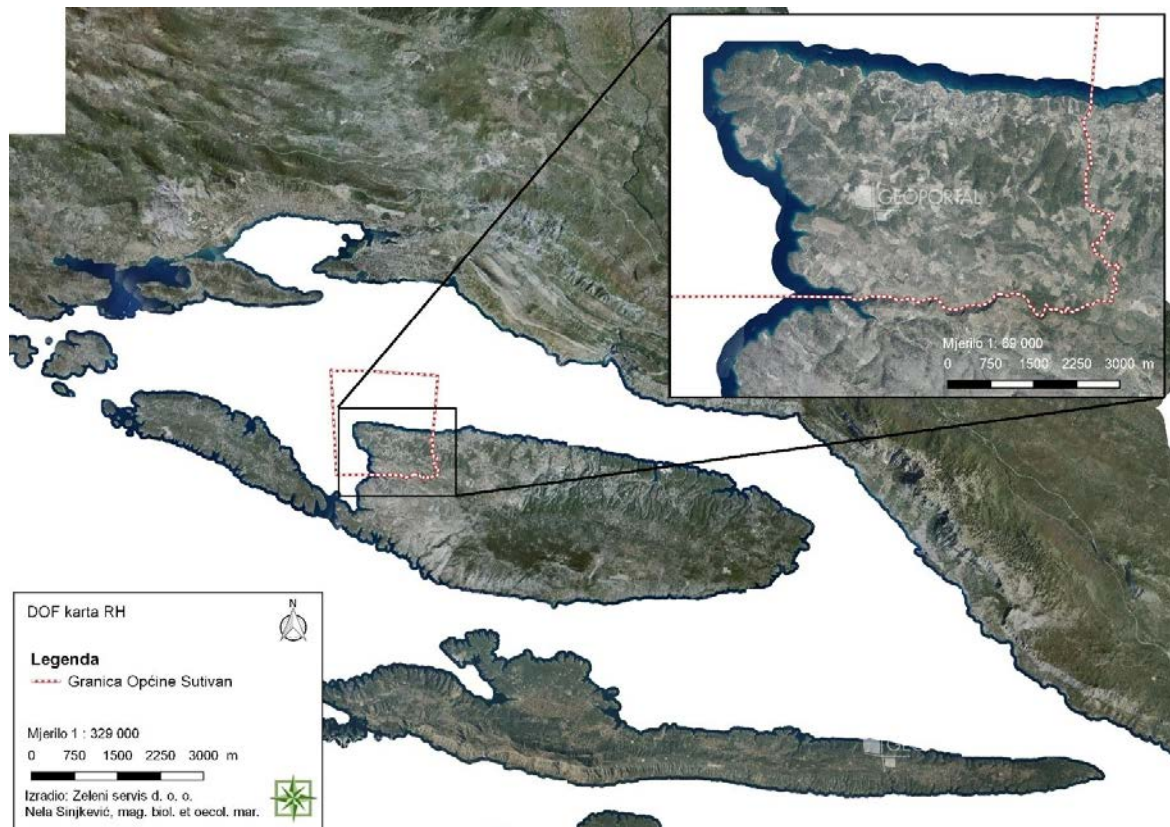 GEOPORTAL
Mjerilo 1: 69 000
0 750 1500 2250 3000 m
DOF karta RH
N
Legenda
Granica Općine Sutivan
Mjerilo 1 : 329 000
0 750 1500 2250 3000 m
Izradio: Zeleni servis d. o. o.
Nela Sinjkević, mag. biol. et oecol. mar.